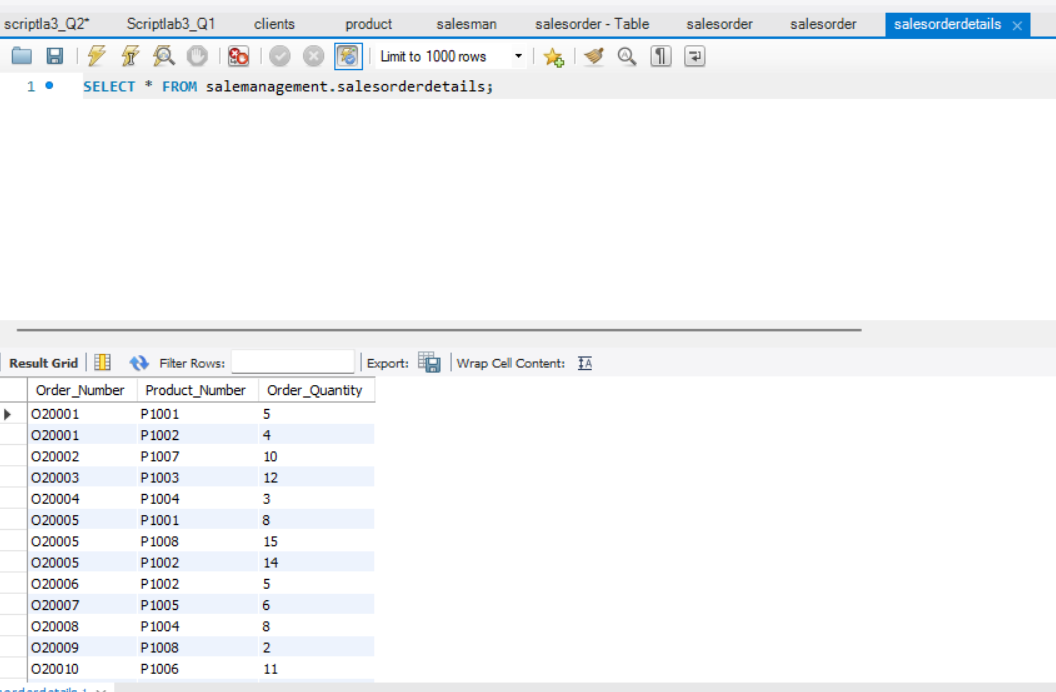 scriptla3_Q2* Scriptlab3_Q1 clients product salesman salesorder - Table salesorder salesorder salesorderdetails
Limit to 1000 rows
1 SELECT * FROM salemanagement.salesorderdetails;
Result Grid Filter Rows: Export: Wrap Cell Content:
Order_Number Product_Number Order_Quantity
O20001 P1001 5
O20001 P1002 4
O20002 P1007 10
O20003 P1003 12
O20004 P1004 3
O20005 P1001 8
O20005 P1008 15
O20005 P1002 14
O20006 P1002 5
O20007 P1005 6
O20008 P1004 8
O20009 P1008 2
O20010 P1006 11